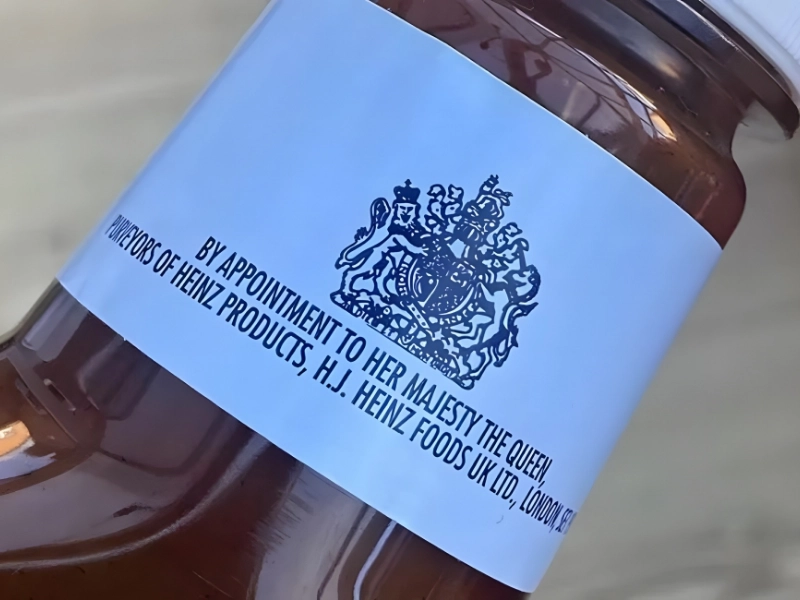 BY APPOINTMENT TO HER MAJESTY THE QUEEN,
PURVEYORS OF HEINZ PRODUCTS, H.J. HEINZ FOODS UK LTD., LONDON,